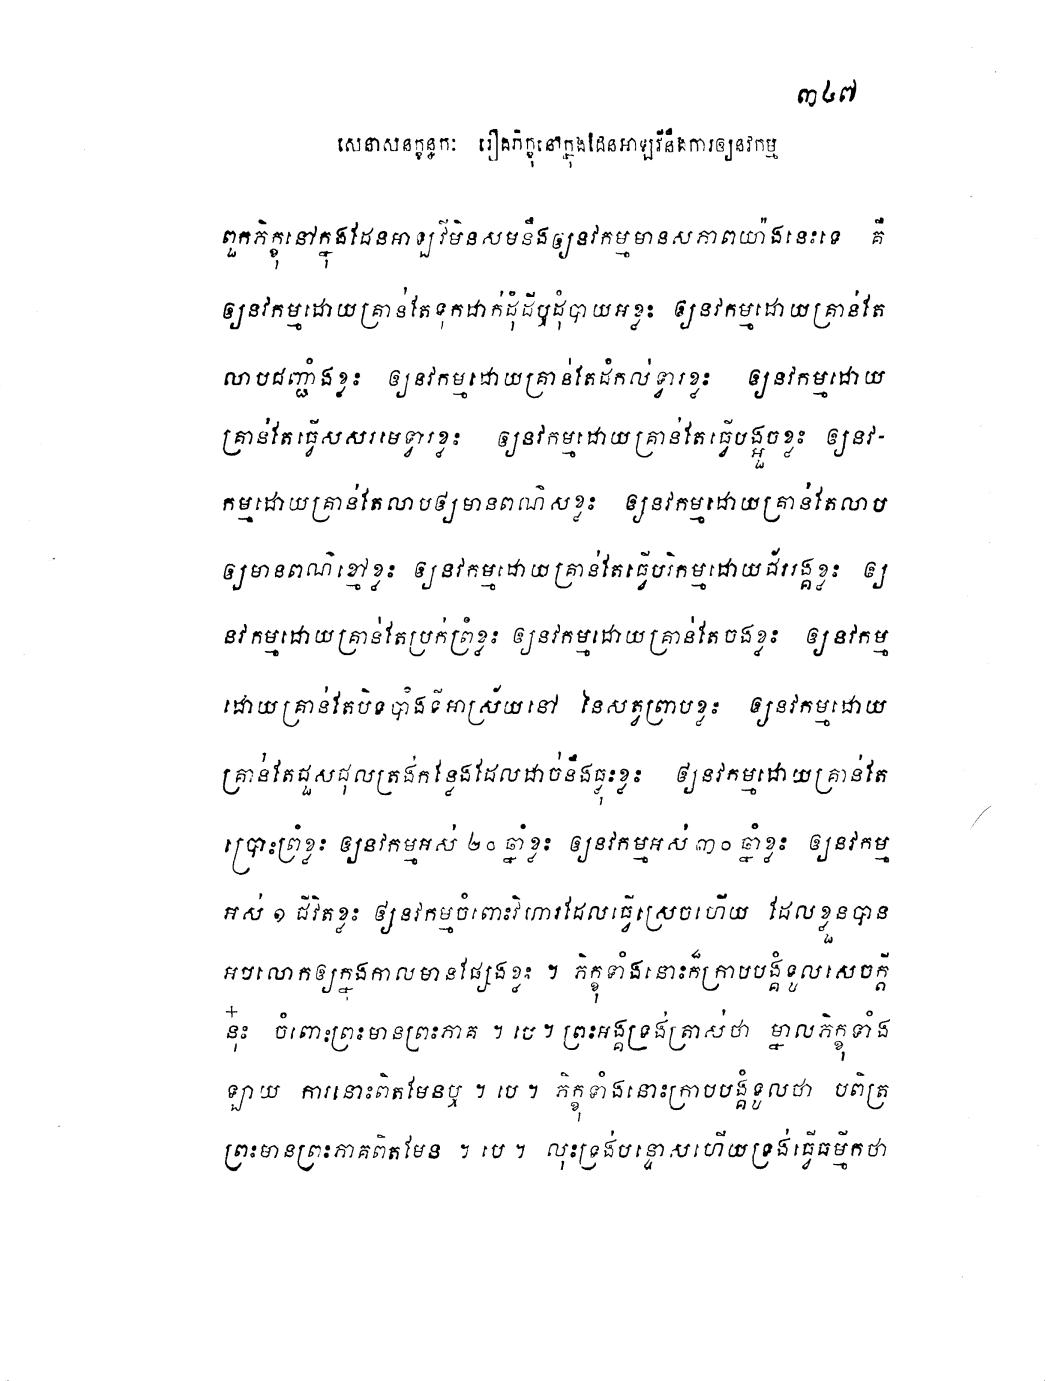 ៣៤៧
សេនាសនក្ខន្ធកៈ រឿងភិក្ខុនៅក្នុងដែនអាឡវីនឹងការឲ្យនវកម្ម
ពួកភិក្ខុនៅក្នុងដែនអាឡវីមិនសមនឹងឲ្យនវកម្មមានសភាពយ៉ាងនេះទេ គឺ
ឲ្យនវកម្មដោយគ្រាន់តែទុកដាក់ដុំដីឬដុំបាយអខ្លះ ឲ្យនវកម្មដោយគ្រាន់តែ
លាបជញ្ជាំងខ្លះ ឲ្យនវកម្មដោយគ្រាន់តែដំកល់ទ្វារខ្លះ ឲ្យនវកម្មដោយ
គ្រាន់តែធ្វើសសរមេទ្វារខ្លះ ឲ្យនវកម្មដោយគ្រាន់តែធ្វើបង្អួចខ្លះ ឲ្យនវ-
កម្មដោយគ្រាន់តែលាបឲ្យមានពណ៌សខ្លះ ឲ្យនវកម្មដោយគ្រាន់តែលាប
ឲ្យមានពណ៌ខ្មៅខ្លះ ឲ្យនវកម្មដោយគ្រាន់តែធ្វើបរិកម្មដោយជ័ររង្គខ្លះ ឲ្យ
នវកម្មដោយគ្រាន់តែប្រក់ព្រំខ្លះ ឲ្យនវកម្មដោយគ្រាន់តែចងខ្លះ ឲ្យនវកម្ម
ដោយគ្រាន់តែបិទបាំងទីអាស្រ័យនៅ នៃសត្វព្រាបខ្លះ ឲ្យនវកម្មដោយ
គ្រាន់តែជួសជុលត្រង់កន្លែងដែលដាច់នឹងធ្លុះខ្លះ ឲ្យនវកម្មដោយគ្រាន់តែ
ប្រោះព្រំខ្លះ ឲ្យនវកម្មអស់ ២០ ឆ្នាំខ្លះ ឲ្យនវកម្មអស់ ៣០ ឆ្នាំខ្លះ ឲ្យនវកម្ម
អស់ ១ ជីវិតខ្លះ ឲ្យនវកម្មចំពោះវិហារដែលធ្វើស្រេចហើយ ដែលខ្លួនបាន
អបលោកឲ្យក្នុងកាលមានផ្សែងខ្លះ ។ ភិក្ខុទាំងនោះក៏ក្រាបបង្គំទូលសេចក្តី
នុ៎ះ ចំពោះព្រះមានព្រះភាគ ។ បេ ។ ព្រះអង្គទ្រង់ត្រាស់ថា ម្នាលភិក្ខុទាំង
ឡាយ ការនោះពិតមែនឬ ។ បេ ។ ភិក្ខុទាំងនោះក្រាបបង្គំទូលថា បពិត្រ
ព្រះមានព្រះភាគពិតមែន ។ បេ ។ លុះទ្រង់បន្ទោសហើយទ្រង់ធ្វើធម្មីកថា